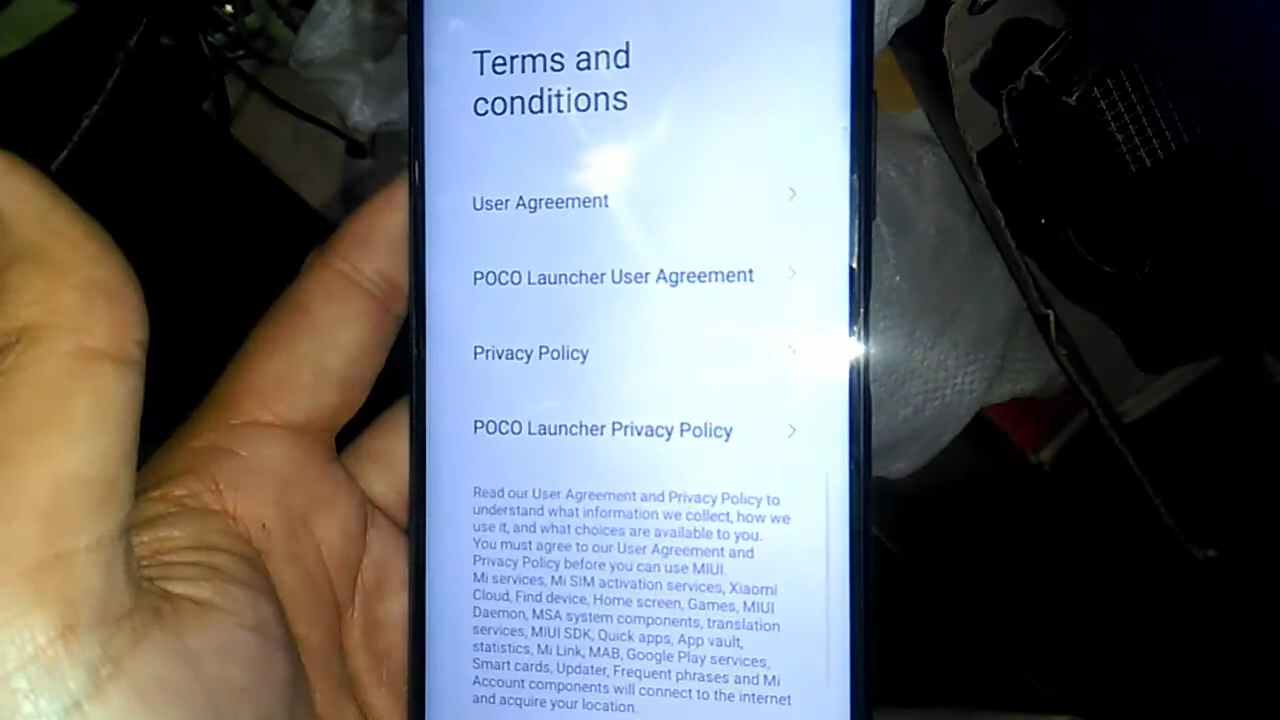 Terms and
conditions
User Agreement
POCO Launcher User Agreement
Privacy Policy
POCO Launcher Privacy Policy
Read our User Agreement and Privacy Policy to
understand what information we collect, how we
use it, and what choices are available to you.
You must agree to our User Agreement and
Privacy Policy before you can use MIUI.
Mi services, Mi SIM activation services, Xiaomi
Cloud, Find device, Home screen, Games, MIUI
Daemon, MSA system components, translation
services, MIUI SDK, Quick apps, App vault,
statistics, Mi Link, MAB, Google Play services,
Smart cards, Updater, Frequent phrases and Mi
Account components will connect to the internet
and acquire your location.